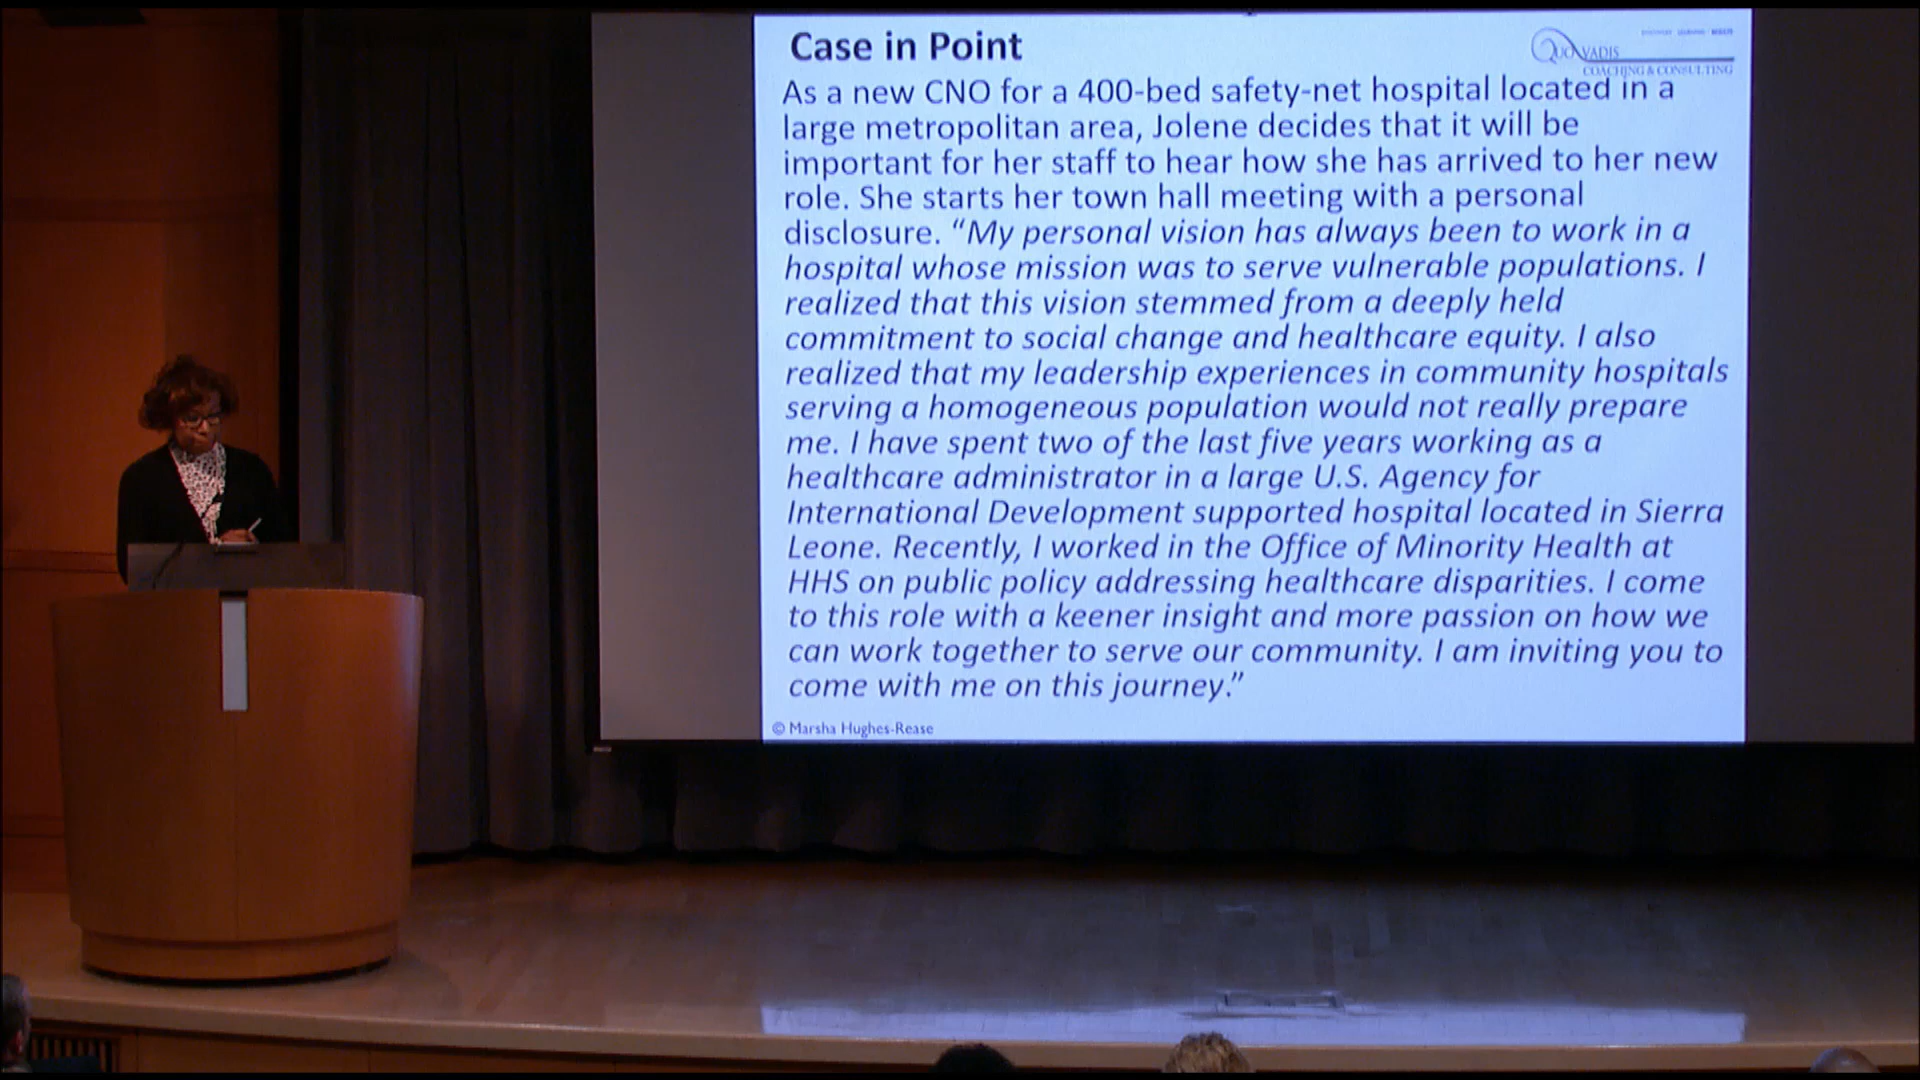 Case in Point
QUO VADIS
COACHING & CONSULTING
As a new CNO for a 400-bed safety-net hospital located in a
large metropolitan area, Jolene decides that it will be
important for her staff to hear how she has arrived to her new
role. She starts her town hall meeting with a personal
disclosure. “My personal vision has always been to work in a
hospital whose mission was to serve vulnerable populations. I
realized that this vision stemmed from a deeply held
commitment to social change and healthcare equity. I also
realized that my leadership experiences in community hospitals
serving a homogeneous population would not really prepare
me. I have spent two of the last five years working as a
healthcare administrator in a large U.S. Agency for
International Development supported hospital located in Sierra
Leone. Recently, I worked in the Office of Minority Health at
HHS on public policy addressing healthcare disparities. I come
to this role with a keener insight and more passion on how we
can work together to serve our community. I am inviting you to
come with me on this journey.”
© Marsha Hughes-Rease